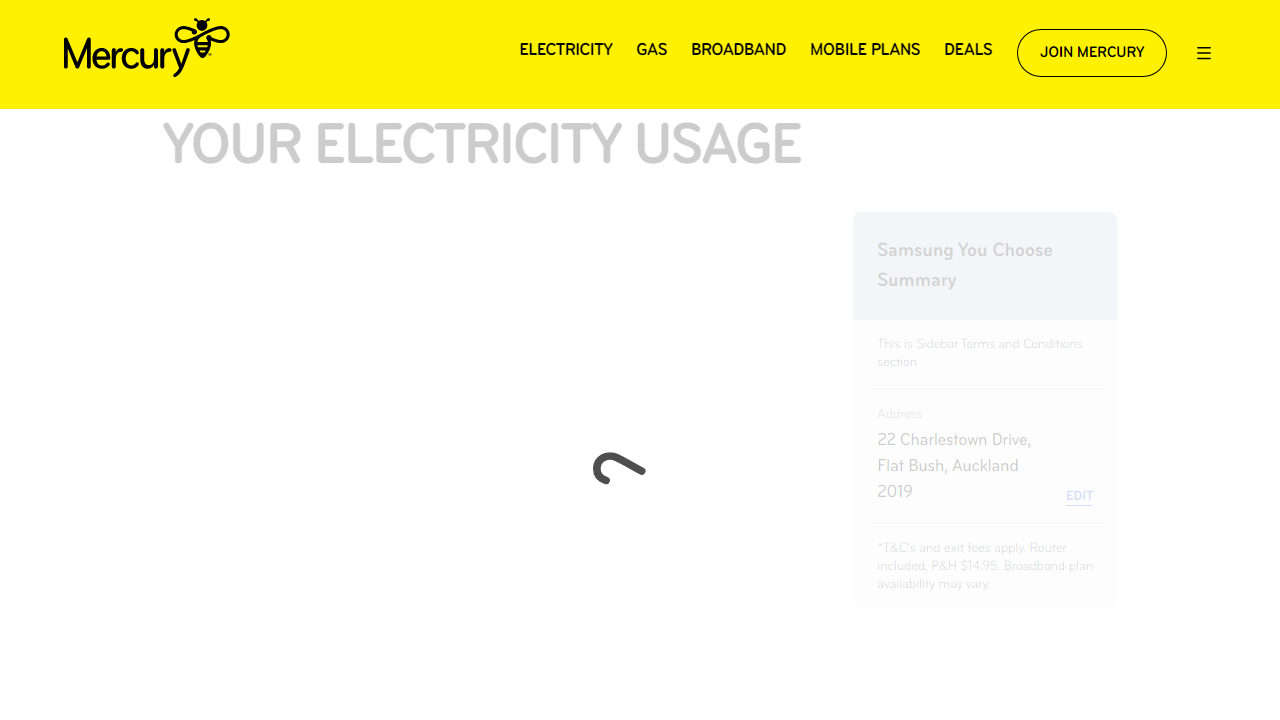 Mercury
ELECTRICITY GAS BROADBAND MOBILE PLANS DEALS JOIN MERCURY
YOUR ELECTRICITY USAGE
Samsung You Choose
Summary
This is Sidebar Terms and Conditions
section
Address
22 Charlestown Drive,
Flat Bush, Auckland
2019
EDIT
*T&C's and exit fees apply. Router
included, P&H $14.95. Broadband plan
availability may vary.